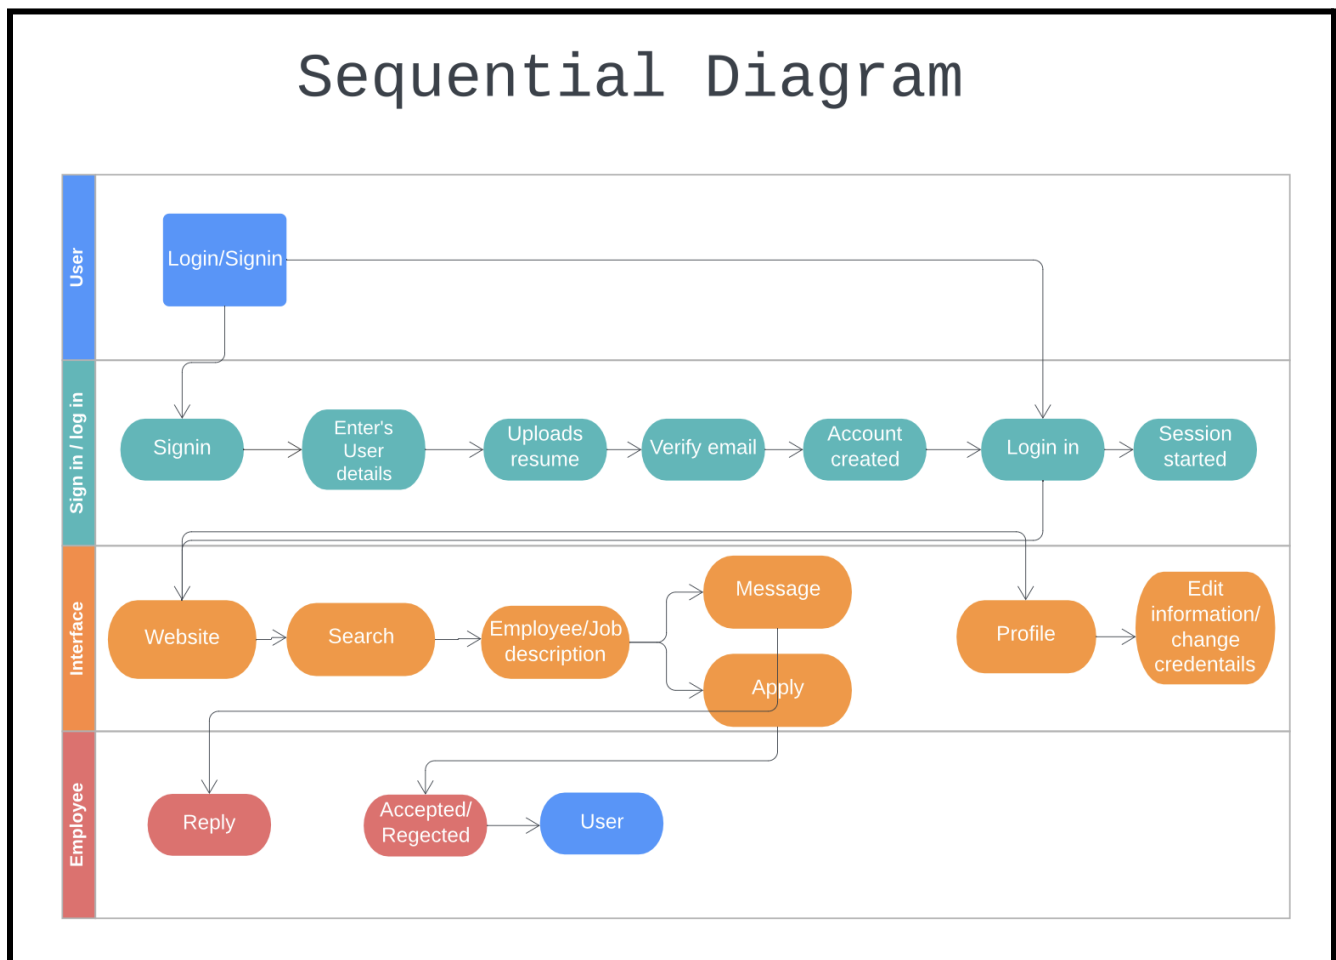 Sequential Diagram
User
Login/Signin
Sign in / log in
Signin
Enter's
User
details
Uploads
resume
Verify email
Account
created
Login in
Session
started
Interface
Website
Search
Employee/Job
description
Message
Apply
Profile
Edit
information/
change
credentails
Employee
Reply
Accepted/
Regected
User